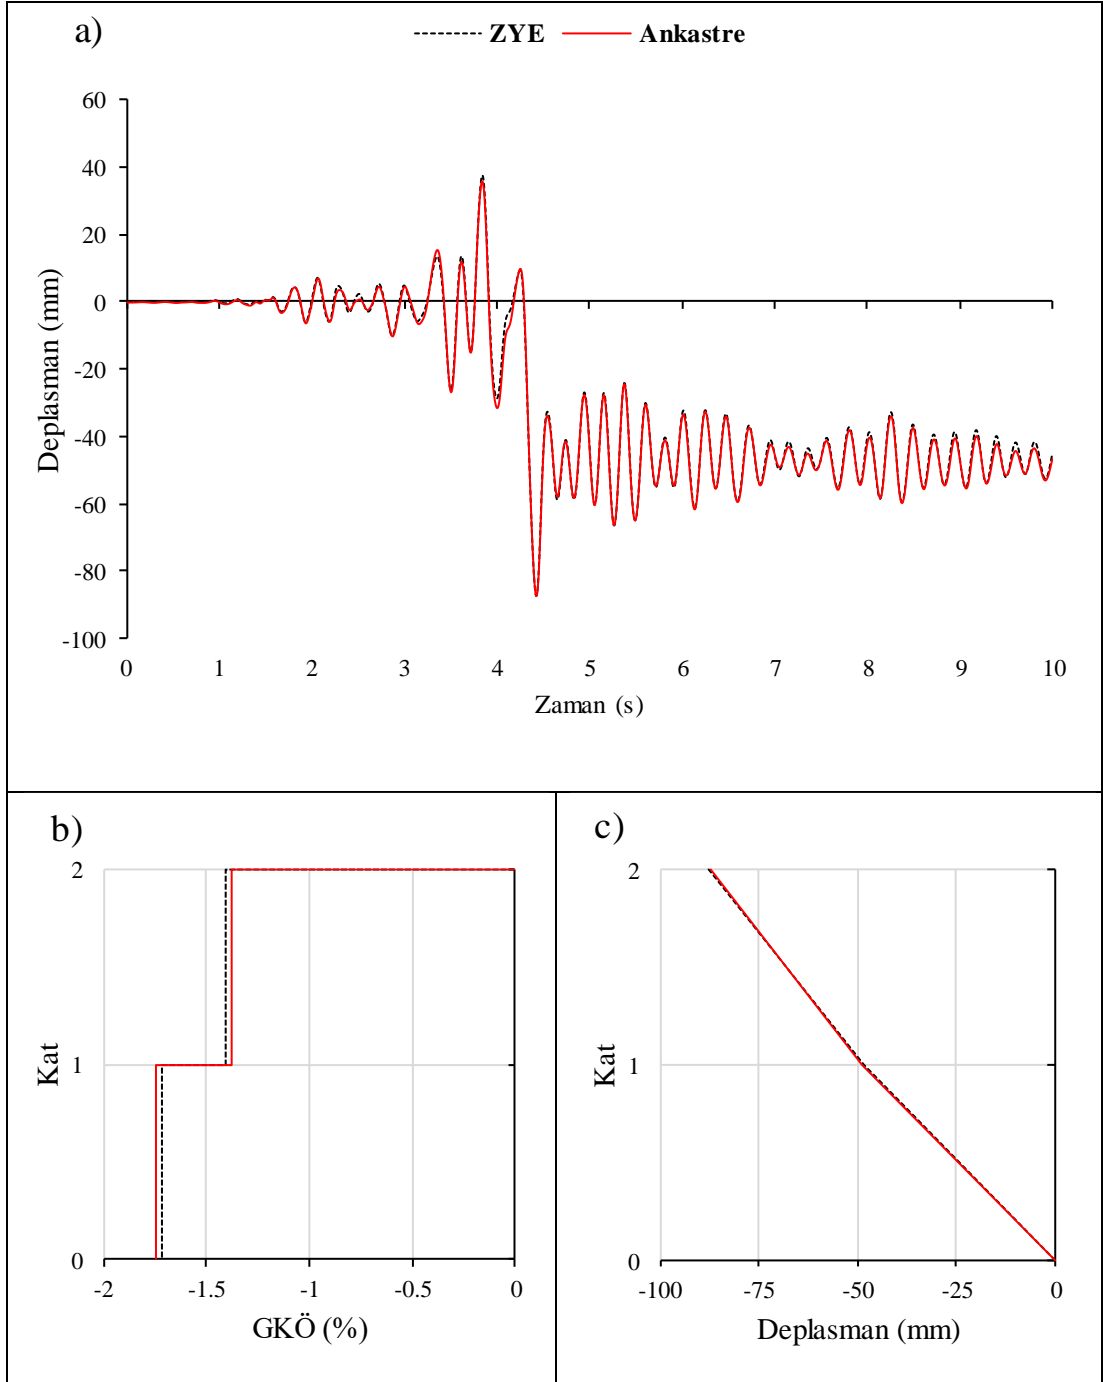 a)
ZYE Ankastre
60
40
20
0
-20
-40
-60
-80
-100
Deplasman (mm)
0 1 2 3 4 5 6 7 8 9 10
Zaman (s)
b)
2
1
0
Kat
-2 -1.5 -1 -0.5 0
GKÖ (%)
c)
2
1
0
Kat
-100 -75 -50 -25 0
Deplasman (mm)